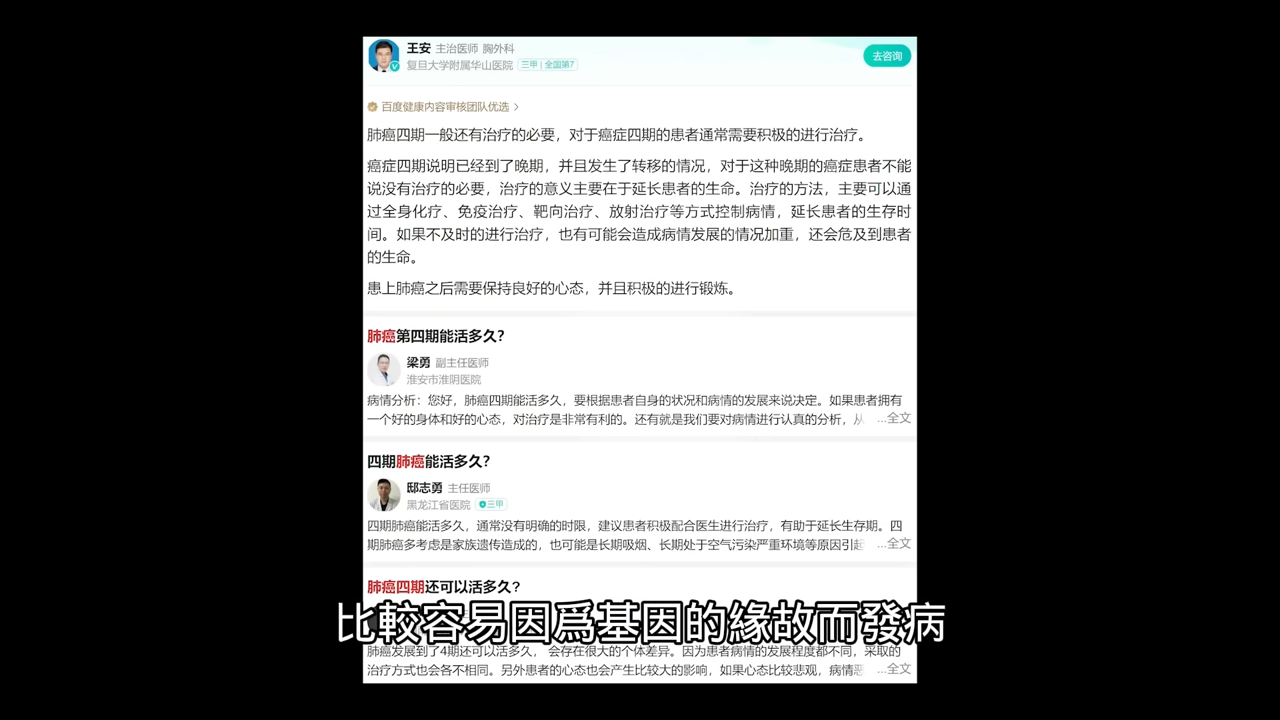 王安 主治医师 胸外科
复旦大学附属华山医院 三甲 | 全国第7
去咨询
百度健康内容审核团队优选 >
肺癌四期一般还有治疗的必要，对于癌症四期的患者通常需要积极的进行治疗。
癌症四期说明已经到了晚期，并且发生了转移的情况，对于这种晚期的癌症患者不能
说没有治疗的必要，治疗的意义主要在于延长患者的生命。治疗的方法，主要可以通
过全身化疗、免疫治疗、靶向治疗、放射治疗等方式控制病情，延长患者的生存时
间。如果不及时的进行治疗，也有可能会造成病情发展的情况加重，还会危及到患者
的生命。
患上肺癌之后需要保持良好的心态，并且积极的进行锻炼。
肺癌第四期能活多久？
梁勇 副主任医师
淮安市淮阴医院
病情分析：您好，肺癌四期能活多久，要根据患者自身的状况和病情的发展来说决定。如果患者拥有
一个好的身体和好的心态，对治疗是非常有利的。还有就是我们要对病情进行认真的分析，从 ...全文
四期肺癌能活多久？
邸志勇 主任医师
黑龙江省医院 三甲
四期肺癌能活多久，通常没有明确的时限，建议患者积极配合医生进行治疗，有助于延长生存期。四
期肺癌多考虑是家族遗传造成的，也可能是长期吸烟、长期处于空气污染严重环境等原因引起 ...全文
肺癌四期还可以活多久？
比較容易因爲基因的緣故而發病
肺癌发展到了4期还可以活多久， 会存在很大的个体差异。因为患者病情的发展程度都不同，采取的
治疗方式也会各不相同。另外患者的心态也会产生比较大的影响，如果心态比较悲观，病情恶 ...全文